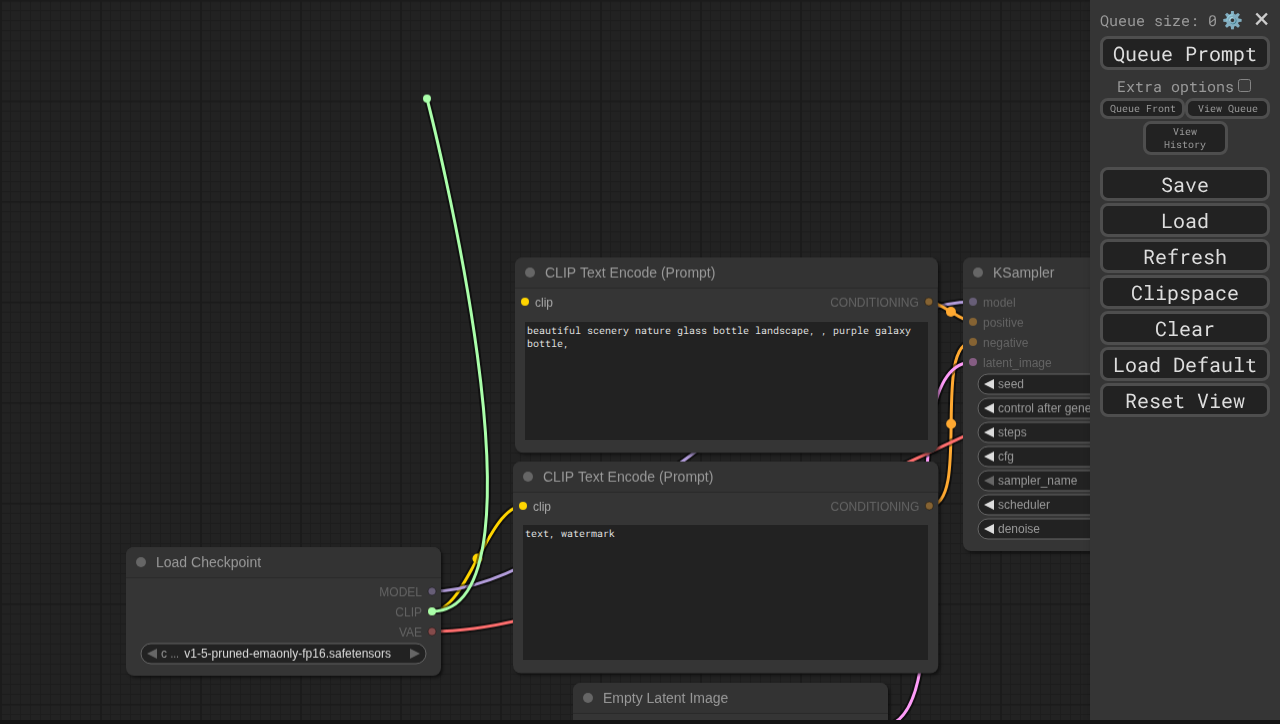 Queue size: 0
Queue Prompt
Extra options
Queue Front
View Queue
View
History
Save
Load
Refresh
Clipspace
Clear
Load Default
Reset View
CLIP Text Encode (Prompt)
clip
CONDITIONING
beautiful scenery nature glass bottle landscape, , purple galaxy
bottle,
KSampler
model
positive
negative
latent_image
seed
control after gene
steps
cfg
sampler_name
scheduler
denoise
CLIP Text Encode (Prompt)
clip
CONDITIONING
text, watermark
Load Checkpoint
MODEL
CLIP
VAE
c ... v1-5-pruned-emaonly-fp16.safetensors
Empty Latent Image